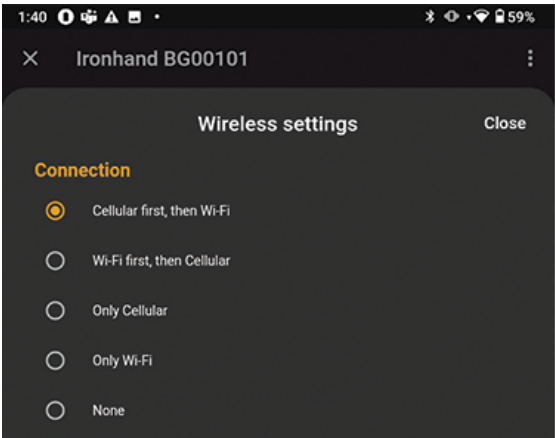 1:40 59%
Ironhand BG00101
Wireless settings Close
Connection
Cellular first, then Wi-Fi
Wi-Fi first, then Cellular
Only Cellular
Only Wi-Fi
None